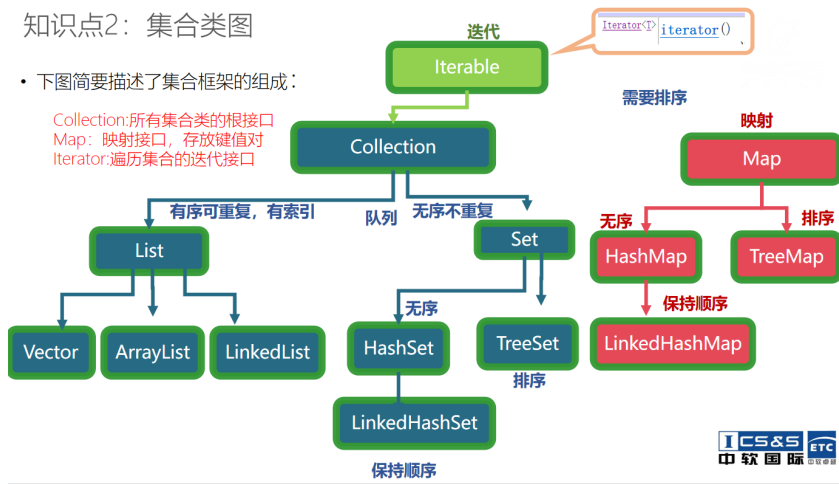 知识点2：集合类图
迭代
Iterator<T> iterator()
、
Iterable
• 下图简要描述了集合框架的组成：
需要排序
Collection:所有集合类的根接口
Map：映射接口，存放键值对
Iterator:遍历集合的迭代接口
映射
Collection
Map
有序可重复，有索引
队列
无序不重复
无序
排序
List
Set
HashMap
TreeMap
无序
保持顺序
Vector
ArrayList
LinkedList
HashSet
TreeSet
LinkedHashMap
排序
LinkedHashSet
保持顺序
ICS&S ETC
中软国际 中软卓越